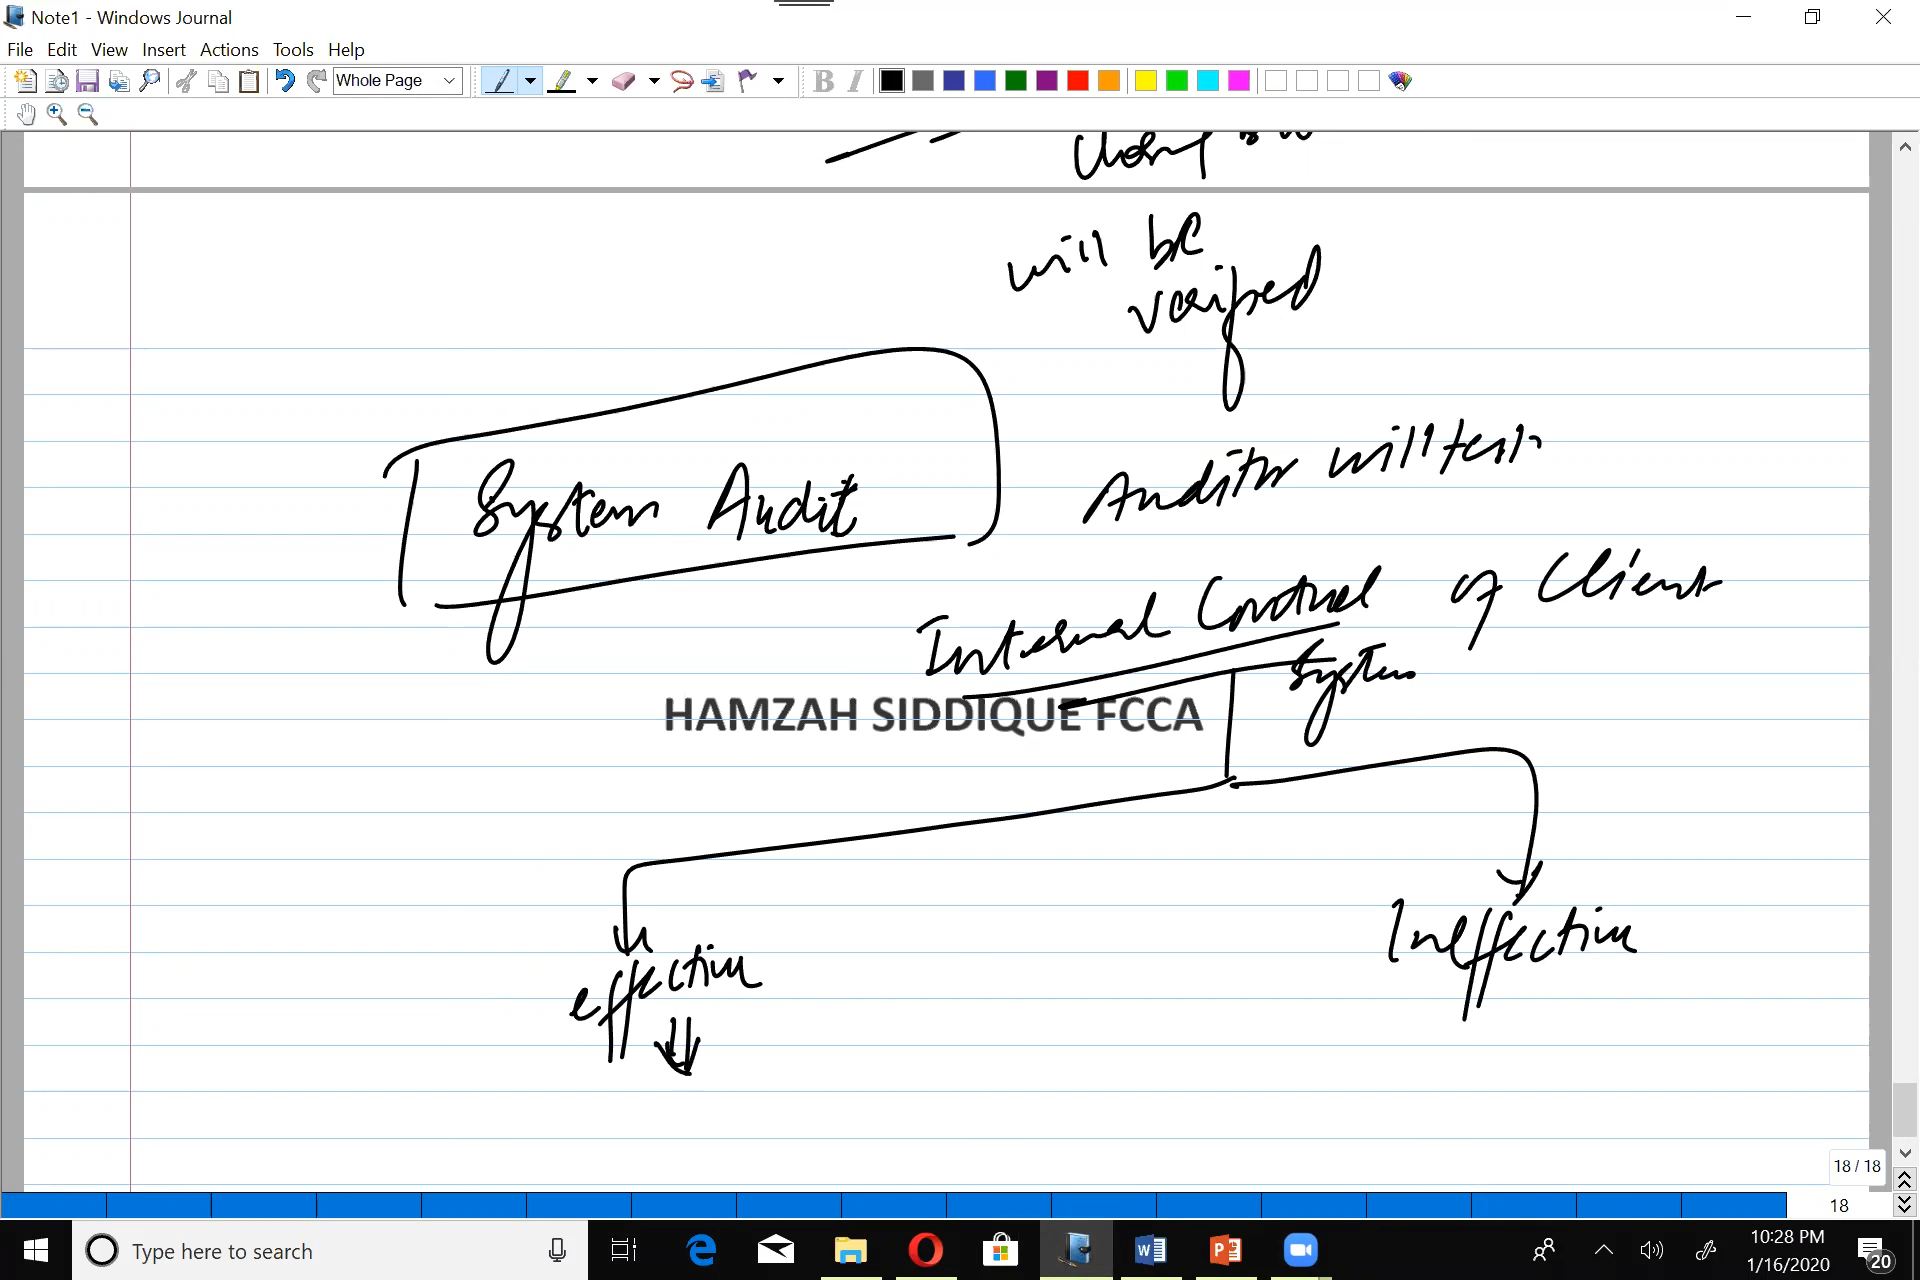 Note1 - Windows Journal
File Edit View Insert Actions Tools Help
Whole Page
B I
will be
verified
System Audit
Auditor will test
Internal Control of Client
System
HAMZAH SIDDIQUE FCCA
effective
Ineffective
18 / 18
18
Type here to search
10:28 PM
1/16/2020
20